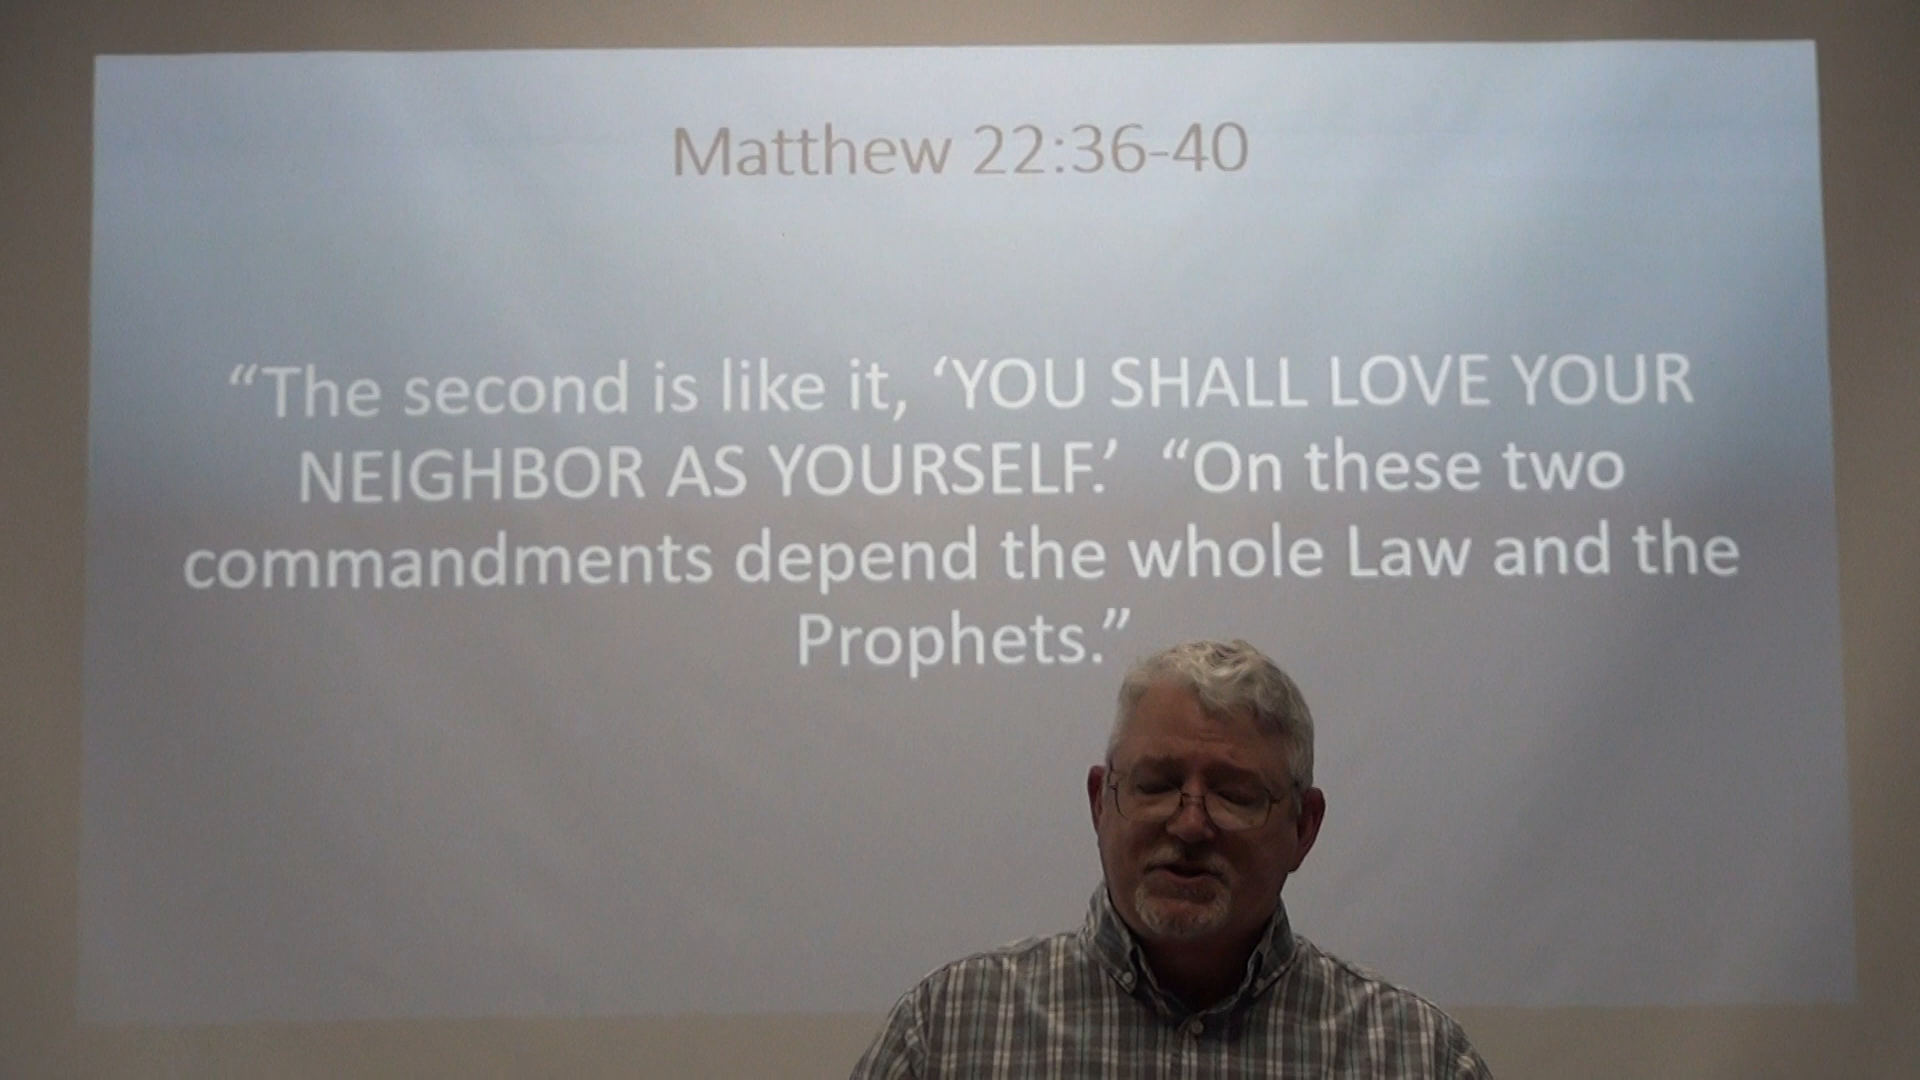 Matthew 22:36-40
“The second is like it, ‘YOU SHALL LOVE YOUR
NEIGHBOR AS YOURSELF.’ “On these two
commandments depend the whole Law and the
Prophets.”